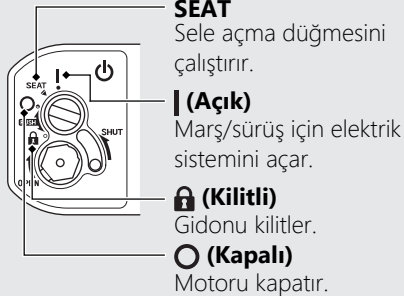 SEAT
Sele açma düğmesini
çalıştırır.
| (Açık)
Marş/sürüş için elektrik
sistemini açar.
(Kilitli)
Gidonu kilitler.
(Kapalı)
Motoru kapatır.
SEAT
SHUT
OPEN